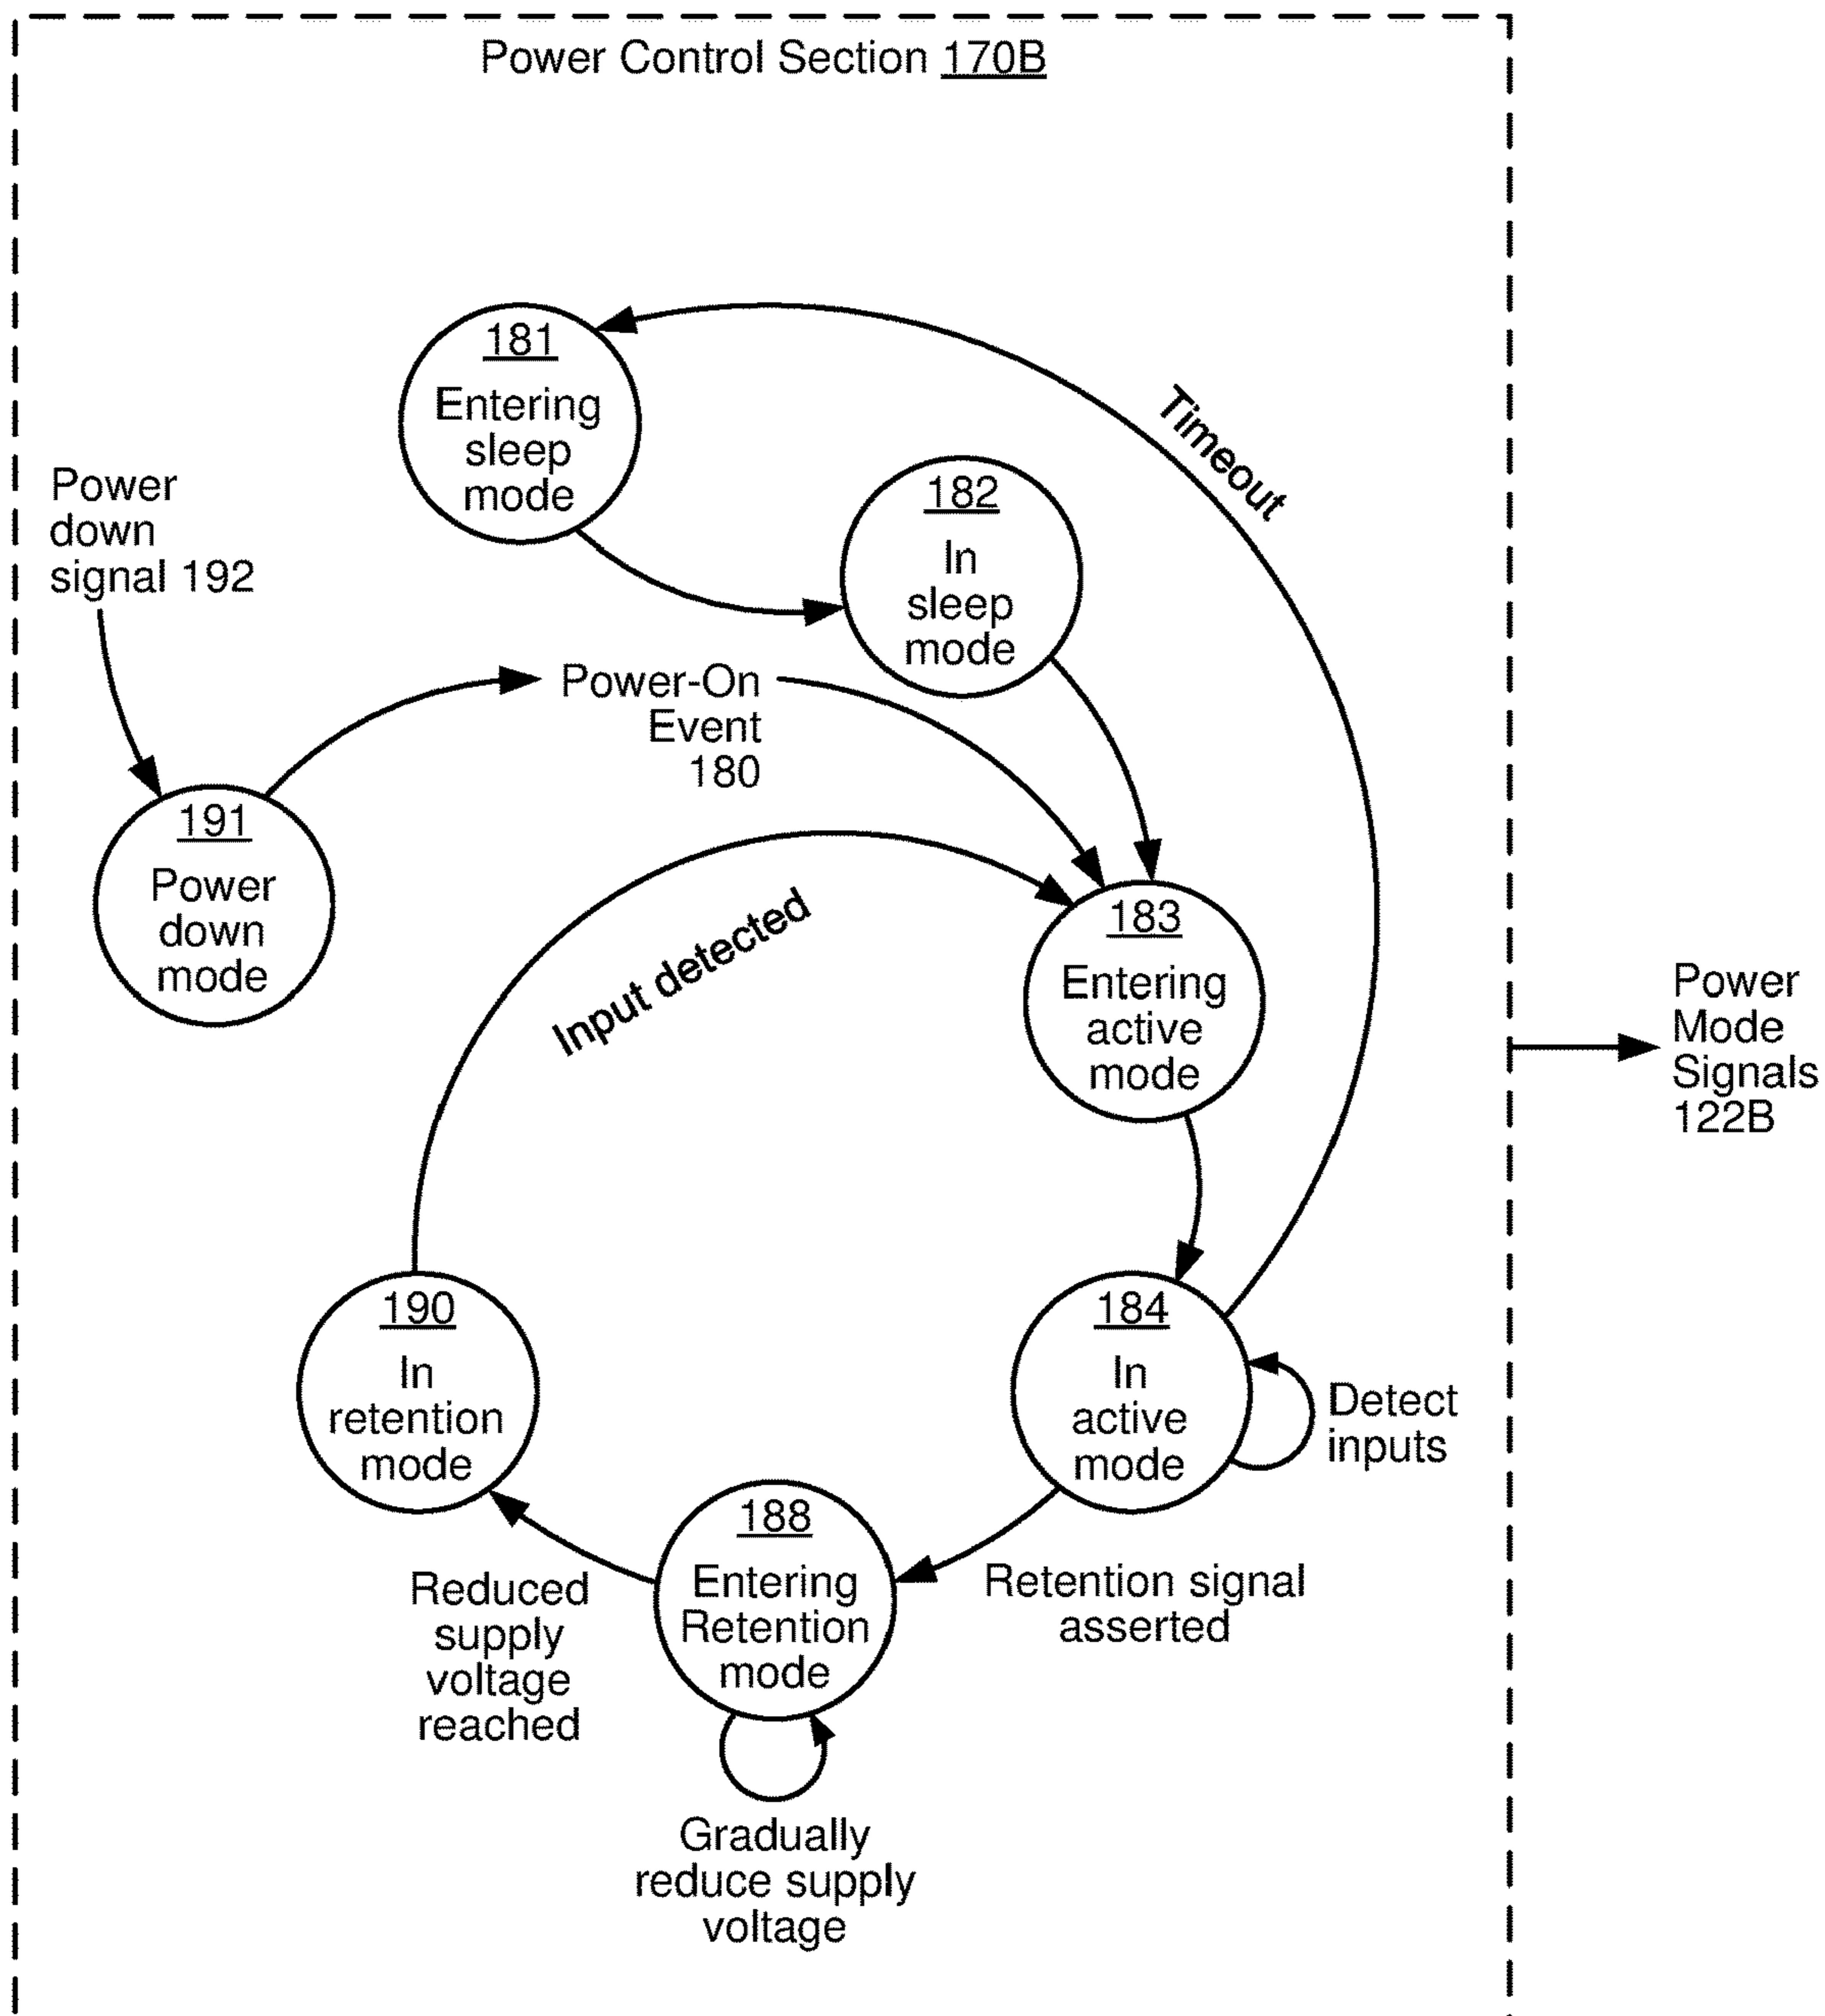 Power Control Section 170B
181
Entering
sleep
mode
Timeout
182
In
sleep
mode
Power
down
signal 192
Power-On
Event
180
191
Power
down
mode
Input detected
183
Entering
active
mode
Power
Mode
Signals
122B
190
In
retention
mode
184
In
active
mode
Detect
inputs
188
Entering
Retention
mode
Retention signal
asserted
Reduced
supply
voltage
reached
Gradually
reduce supply
voltage